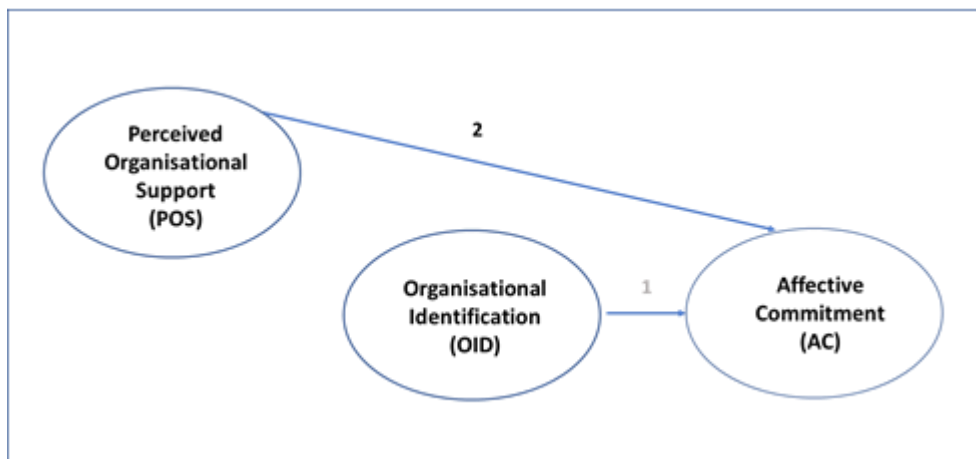 Perceived
Organisational
Support
(POS)
2
Organisational
Identification
(OID)
1
Affective
Commitment
(AC)